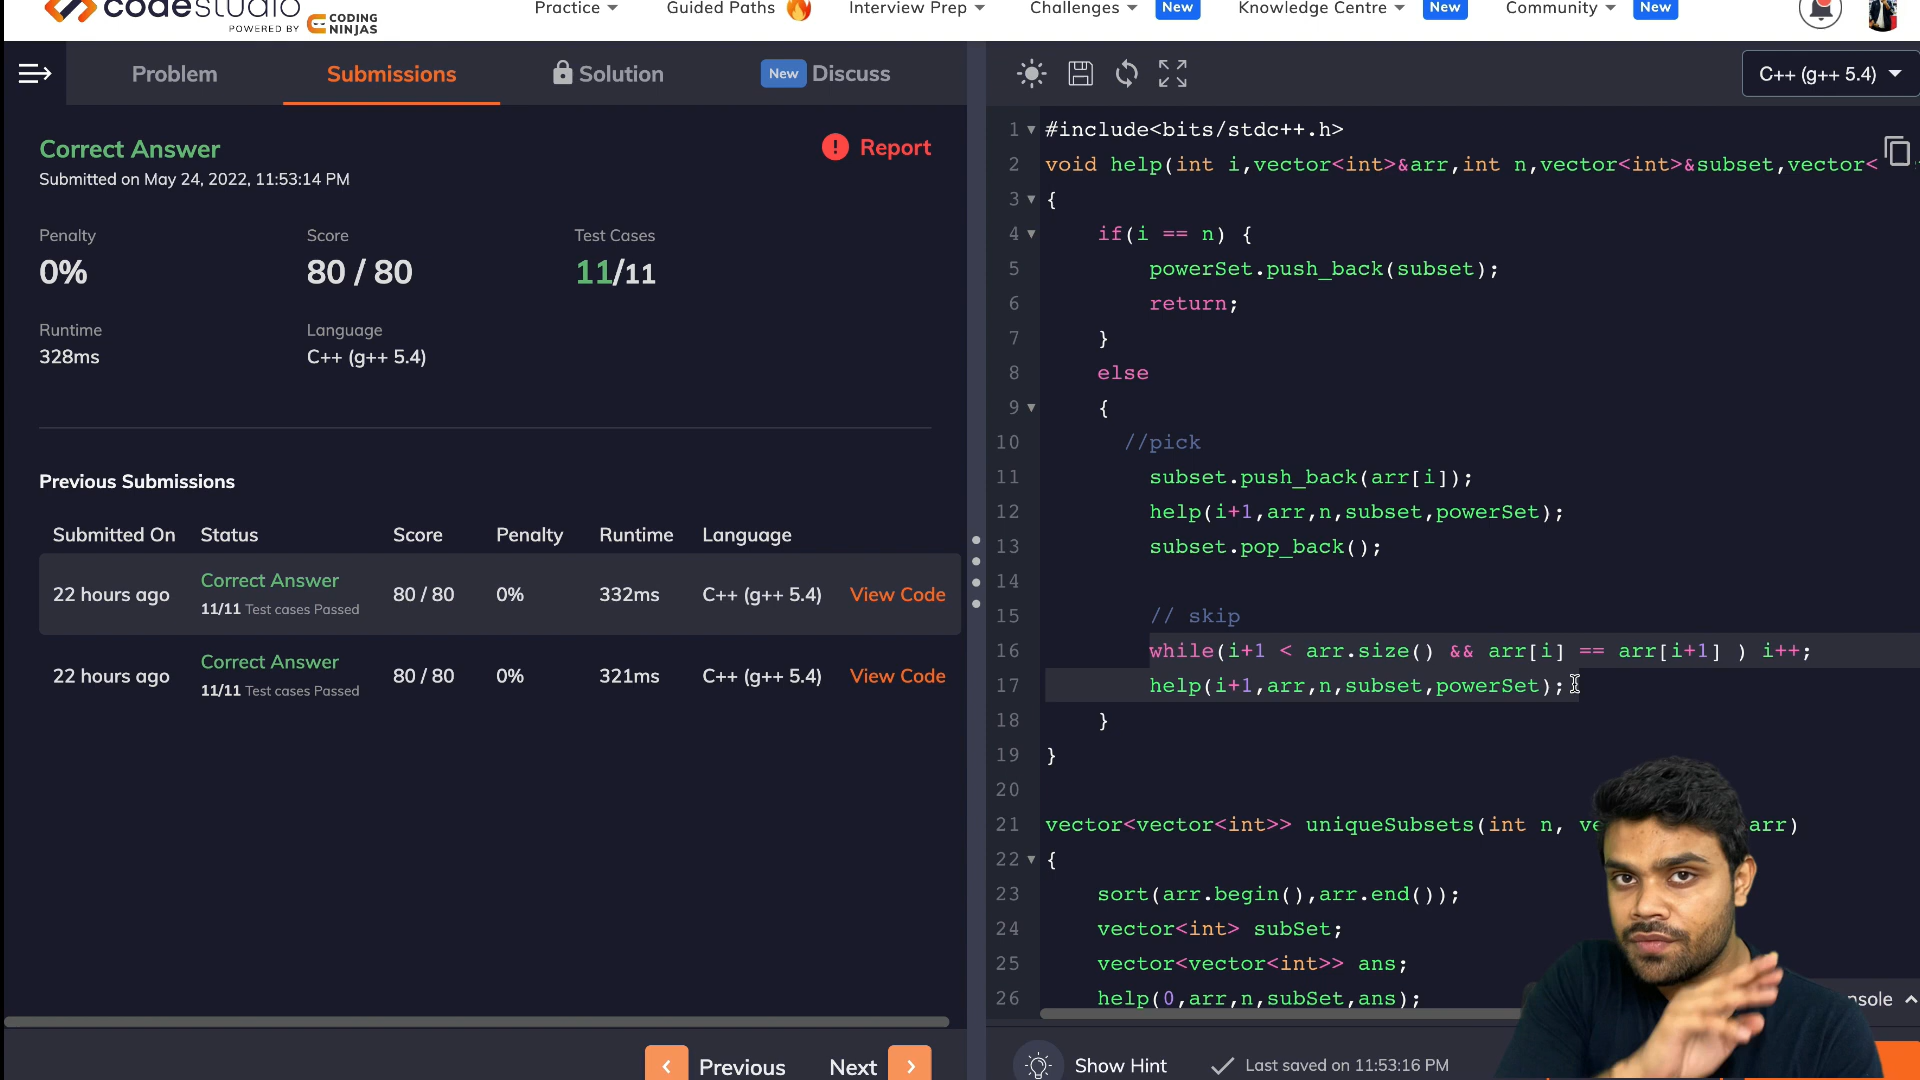 codestudio
POWERED BY CODING NINJAS
Practice
Guided Paths
Interview Prep
Challenges
New
Knowledge Centre
New
Community
New
Problem
Submissions
Solution
New Discuss
C++ (g++ 5.4)
Correct Answer
Report
Submitted on May 24, 2022, 11:53:14 PM
Penalty Score Test Cases
0% 80 / 80 11/11
Runtime Language
328ms C++ (g++ 5.4)
Previous Submissions
Submitted On Status Score Penalty Runtime Language
22 hours ago Correct Answer 80 / 80 0% 332ms C++ (g++ 5.4) View Code
11/11 Test cases Passed
22 hours ago Correct Answer 80 / 80 0% 321ms C++ (g++ 5.4) View Code
11/11 Test cases Passed
Previous
Next
1 #include<bits/stdc++.h>
2 void help(int i,vector<int>&arr,int n,vector<int>&subset,vector<
3 {
4 if(i == n) {
5 powerSet.push_back(subset);
6 return;
7 }
8 else
9 {
10 //pick
11 subset.push_back(arr[i]);
12 help(i+1,arr,n,subset,powerSet);
13 subset.pop_back();
14
15 // skip
16 while(i+1 < arr.size() && arr[i] == arr[i+1] ) i++;
17 help(i+1,arr,n,subset,powerSet);
18 }
19 }
20
21 vector<vector<int>> uniqueSubsets(int n, arr)
22 {
23 sort(arr.begin(),arr.end());
24 vector<int> subSet;
25 vector<vector<int>> ans;
26 help(0,arr,n,subSet,ans);
Show Hint
Last saved on 11:53:16 PM